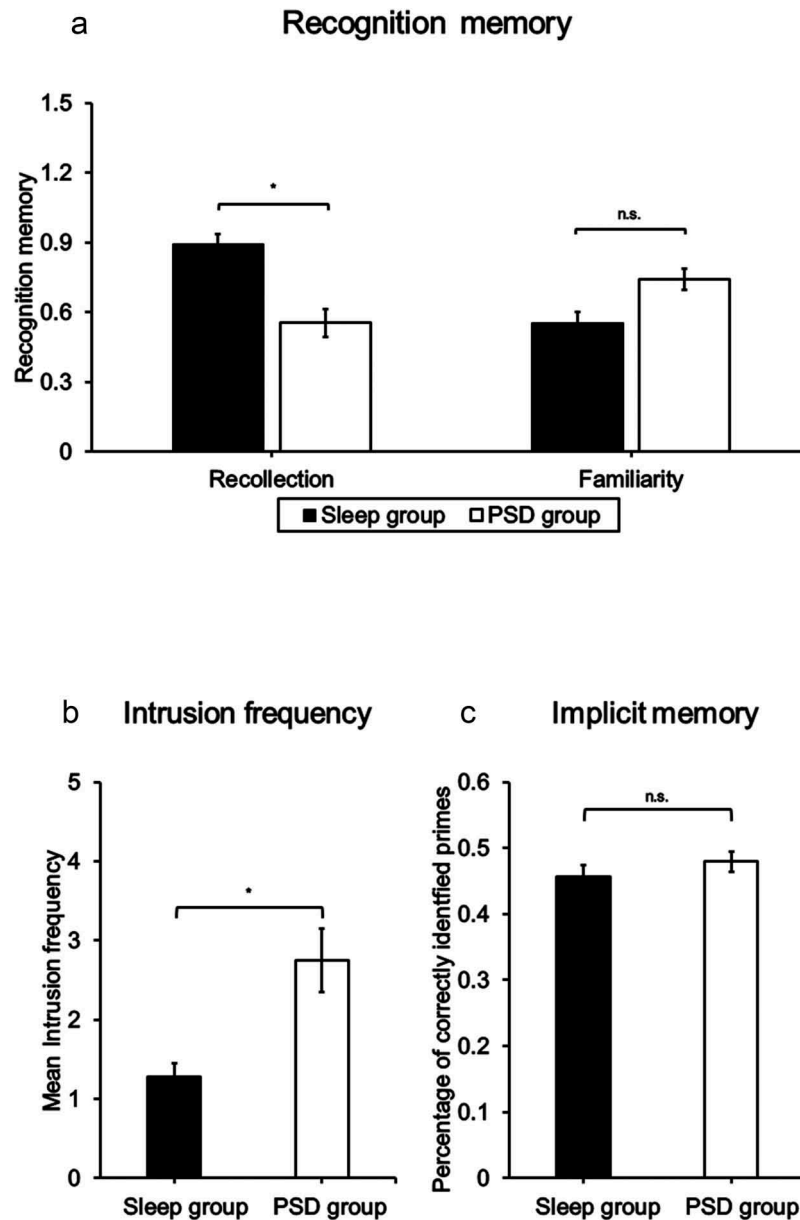 a Recognition memory
Recognition memory
1.5
1.2
0.9
0.6
0.3
0
*
n.s.
Recollection Familiarity
Sleep group PSD group
b Intrusion frequency
Mean Intrusion frequency
5
4
3
2
1
0
*
Sleep group PSD group
c Implicit memory
Percentage of correctly identfied primes
0.6
0.5
0.4
0.3
0.2
0.1
0
n.s.
Sleep group PSD group